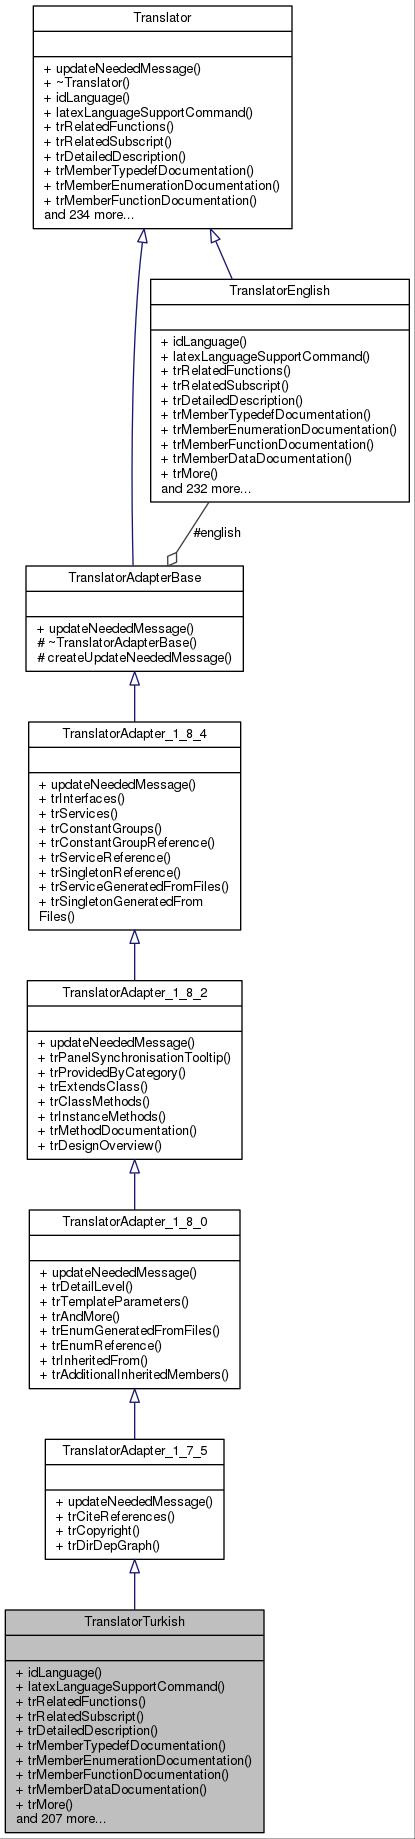 Translator
+ updateNeededMessage()
+ ~Translator()
+ idLanguage()
+ latexLanguageSupportCommand()
+ trRelatedFunctions()
+ trRelatedSubscript()
+ trDetailedDescription()
+ trMemberTypedefDocumentation()
+ trMemberEnumerationDocumentation()
+ trMemberFunctionDocumentation()
and 234 more...
TranslatorEnglish
+ idLanguage()
+ latexLanguageSupportCommand()
+ trRelatedFunctions()
+ trRelatedSubscript()
+ trDetailedDescription()
+ trMemberTypedefDocumentation()
+ trMemberEnumerationDocumentation()
+ trMemberFunctionDocumentation()
+ trMemberDataDocumentation()
+ trMore()
and 232 more...
#english
TranslatorAdapterBase
+ updateNeededMessage()
# ~TranslatorAdapterBase()
# createUpdateNeededMessage()
TranslatorAdapter_1_8_4
+ updateNeededMessage()
+ trInterfaces()
+ trServices()
+ trConstantGroups()
+ trConstantGroupReference()
+ trServiceReference()
+ trSingletonReference()
+ trServiceGeneratedFromFiles()
+ trSingletonGeneratedFrom
Files()
TranslatorAdapter_1_8_2
+ updateNeededMessage()
+ trPanelSynchronisationTooltip()
+ trProvidedByCategory()
+ trExtendsClass()
+ trClassMethods()
+ trInstanceMethods()
+ trMethodDocumentation()
+ trDesignOverview()
TranslatorAdapter_1_8_0
+ updateNeededMessage()
+ trDetailLevel()
+ trTemplateParameters()
+ trAndMore()
+ trEnumGeneratedFromFiles()
+ trEnumReference()
+ trInheritedFrom()
+ trAdditionalInheritedMembers()
TranslatorAdapter_1_7_5
+ updateNeededMessage()
+ trCiteReferences()
+ trCopyright()
+ trDirDepGraph()
TranslatorTurkish
+ idLanguage()
+ latexLanguageSupportCommand()
+ trRelatedFunctions()
+ trRelatedSubscript()
+ trDetailedDescription()
+ trMemberTypedefDocumentation()
+ trMemberEnumerationDocumentation()
+ trMemberFunctionDocumentation()
+ trMemberDataDocumentation()
+ trMore()
and 207 more...